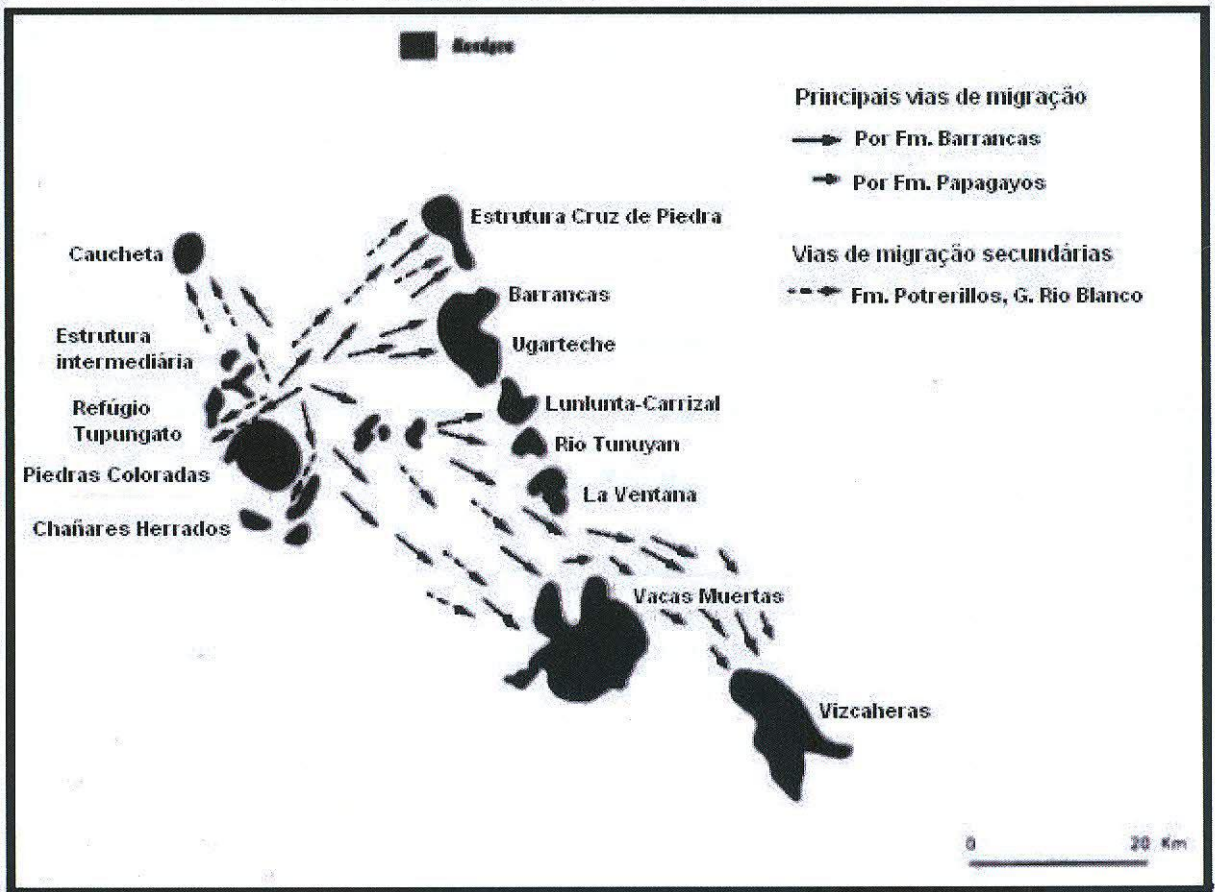 Mendoza
Principais vias de migração
Por Fm. Barrancas
Por Fm. Papagayos
Vias de migração secundárias
Fm. Potrerillos, G. Rio Blanco
Estrutura Cruz de Piedra
Caucheta
Barrancas
Ugarteche
Estrutura
intermediária
Refúgio
Tupungato
Lunlunta-Carrizal
Rio Tunuyan
Piedras Coloradas
La Ventana
Chañares Herrados
Vacas Muertas
Vizcaheras
0 20 Km